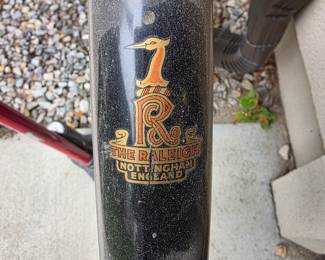 R
THE RALEIGH
NOTTINGHAM
ENGLAND